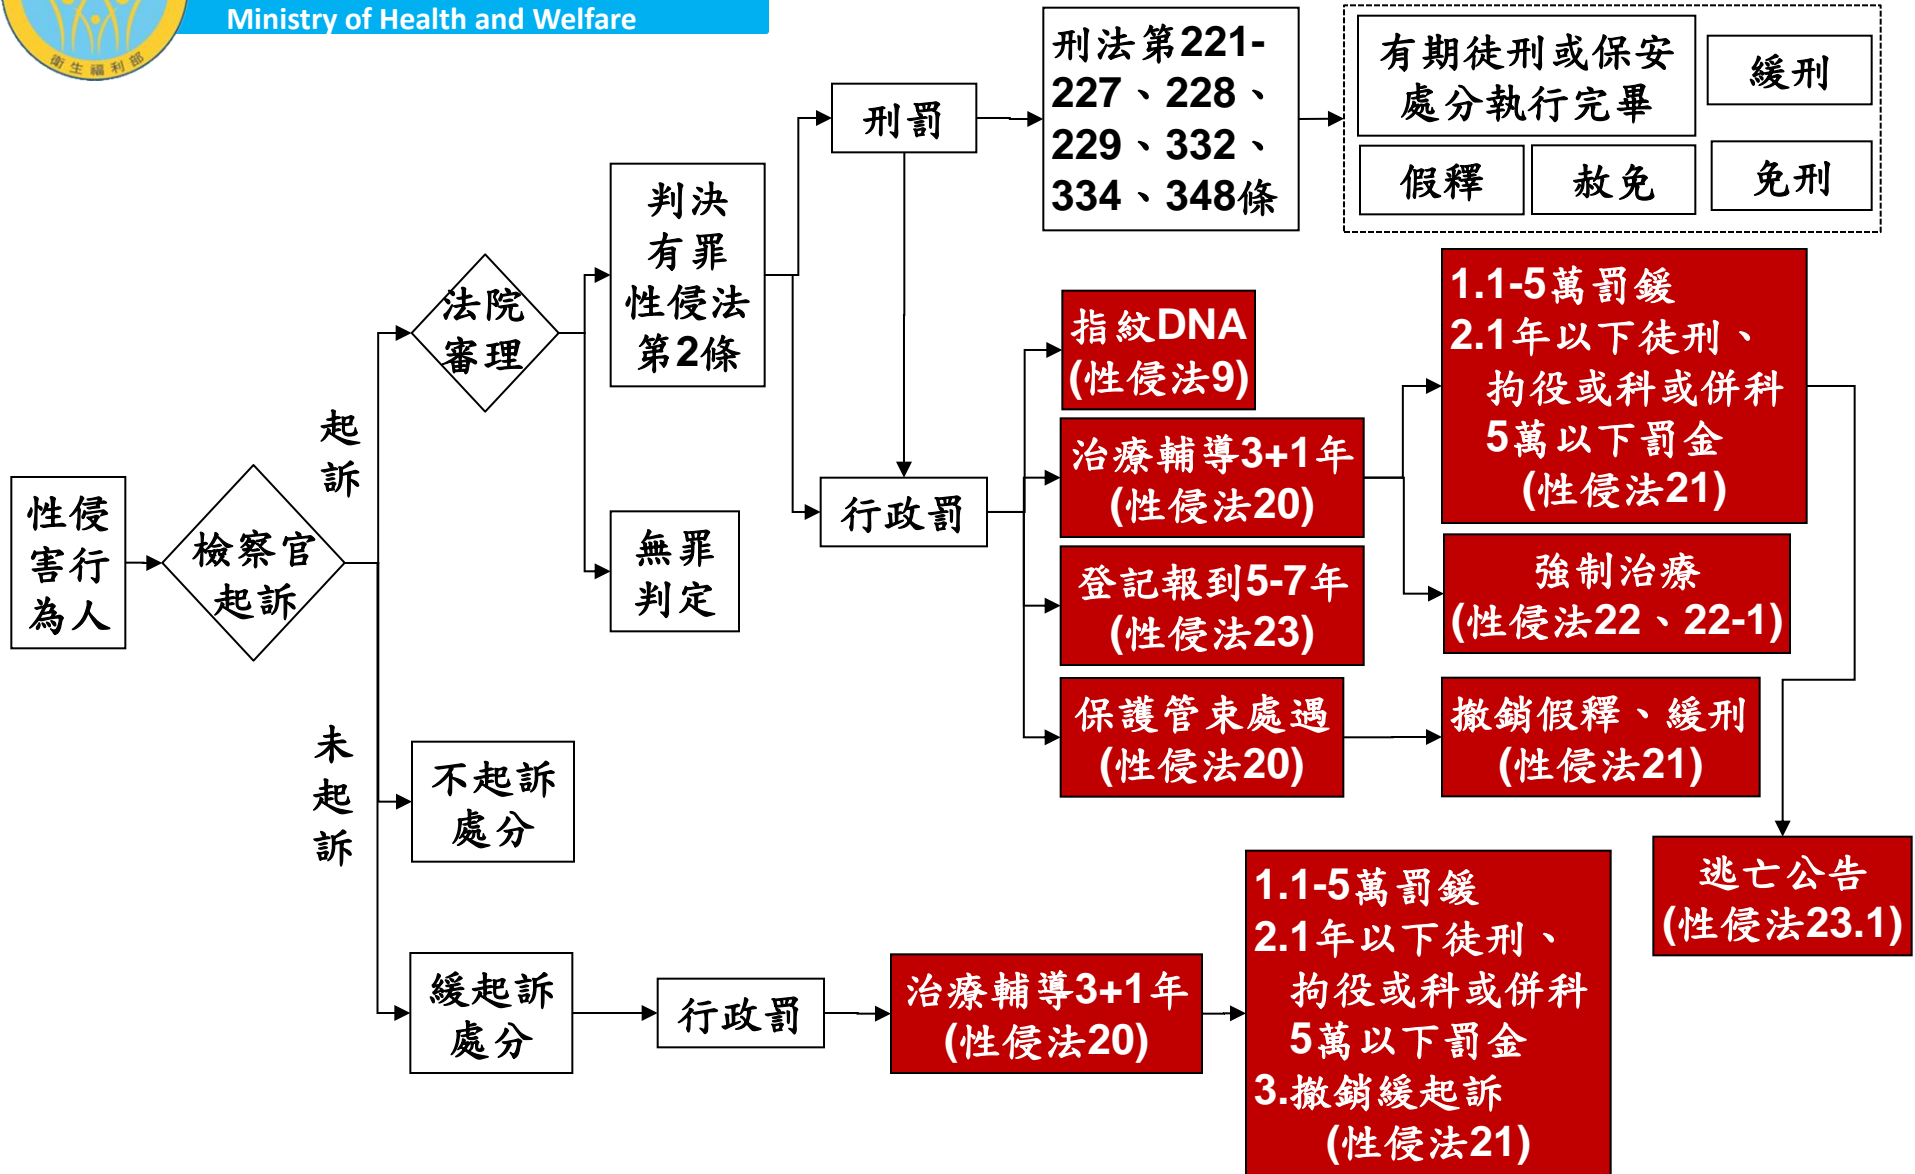 Ministry of Health and Welfare
衛生福利部
性侵
害行
為人
檢察官
起訴
起
訴
未
起
訴
法院
審理
不起訴
處分
緩起訴
處分
判決
有罪
性侵法
第2條
無罪
判定
刑罰
行政罰
刑法第221-
227、228、
229、332、
334、348條
有期徒刑或保安
處分執行完畢
緩刑
假釋
赦免
免刑
指紋DNA
(性侵法9)
治療輔導3+1年
(性侵法20)
登記報到5-7年
(性侵法23)
保護管束處遇
(性侵法20)
1.1-5萬罰鍰
2.1年以下徒刑、
拘役或科或併科
5萬以下罰金
(性侵法21)
強制治療
(性侵法22、22-1)
撤銷假釋、緩刑
(性侵法21)
逃亡公告
(性侵法23.1)
行政罰
治療輔導3+1年
(性侵法20)
1.1-5萬罰鍰
2.1年以下徒刑、
拘役或科或併科
5萬以下罰金
3.撤銷緩起訴
(性侵法21)